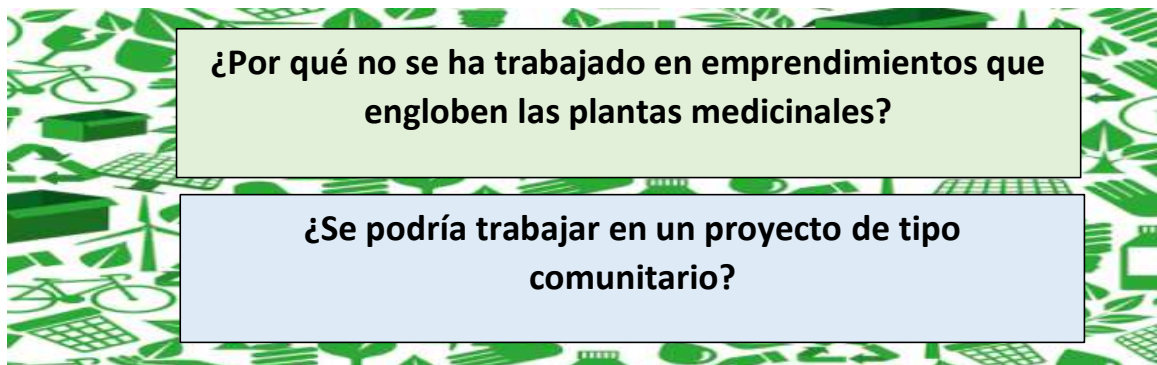 ¿Por qué no se ha trabajado en emprendimientos que
engloben las plantas medicinales?
¿Se podría trabajar en un proyecto de tipo
comunitario?